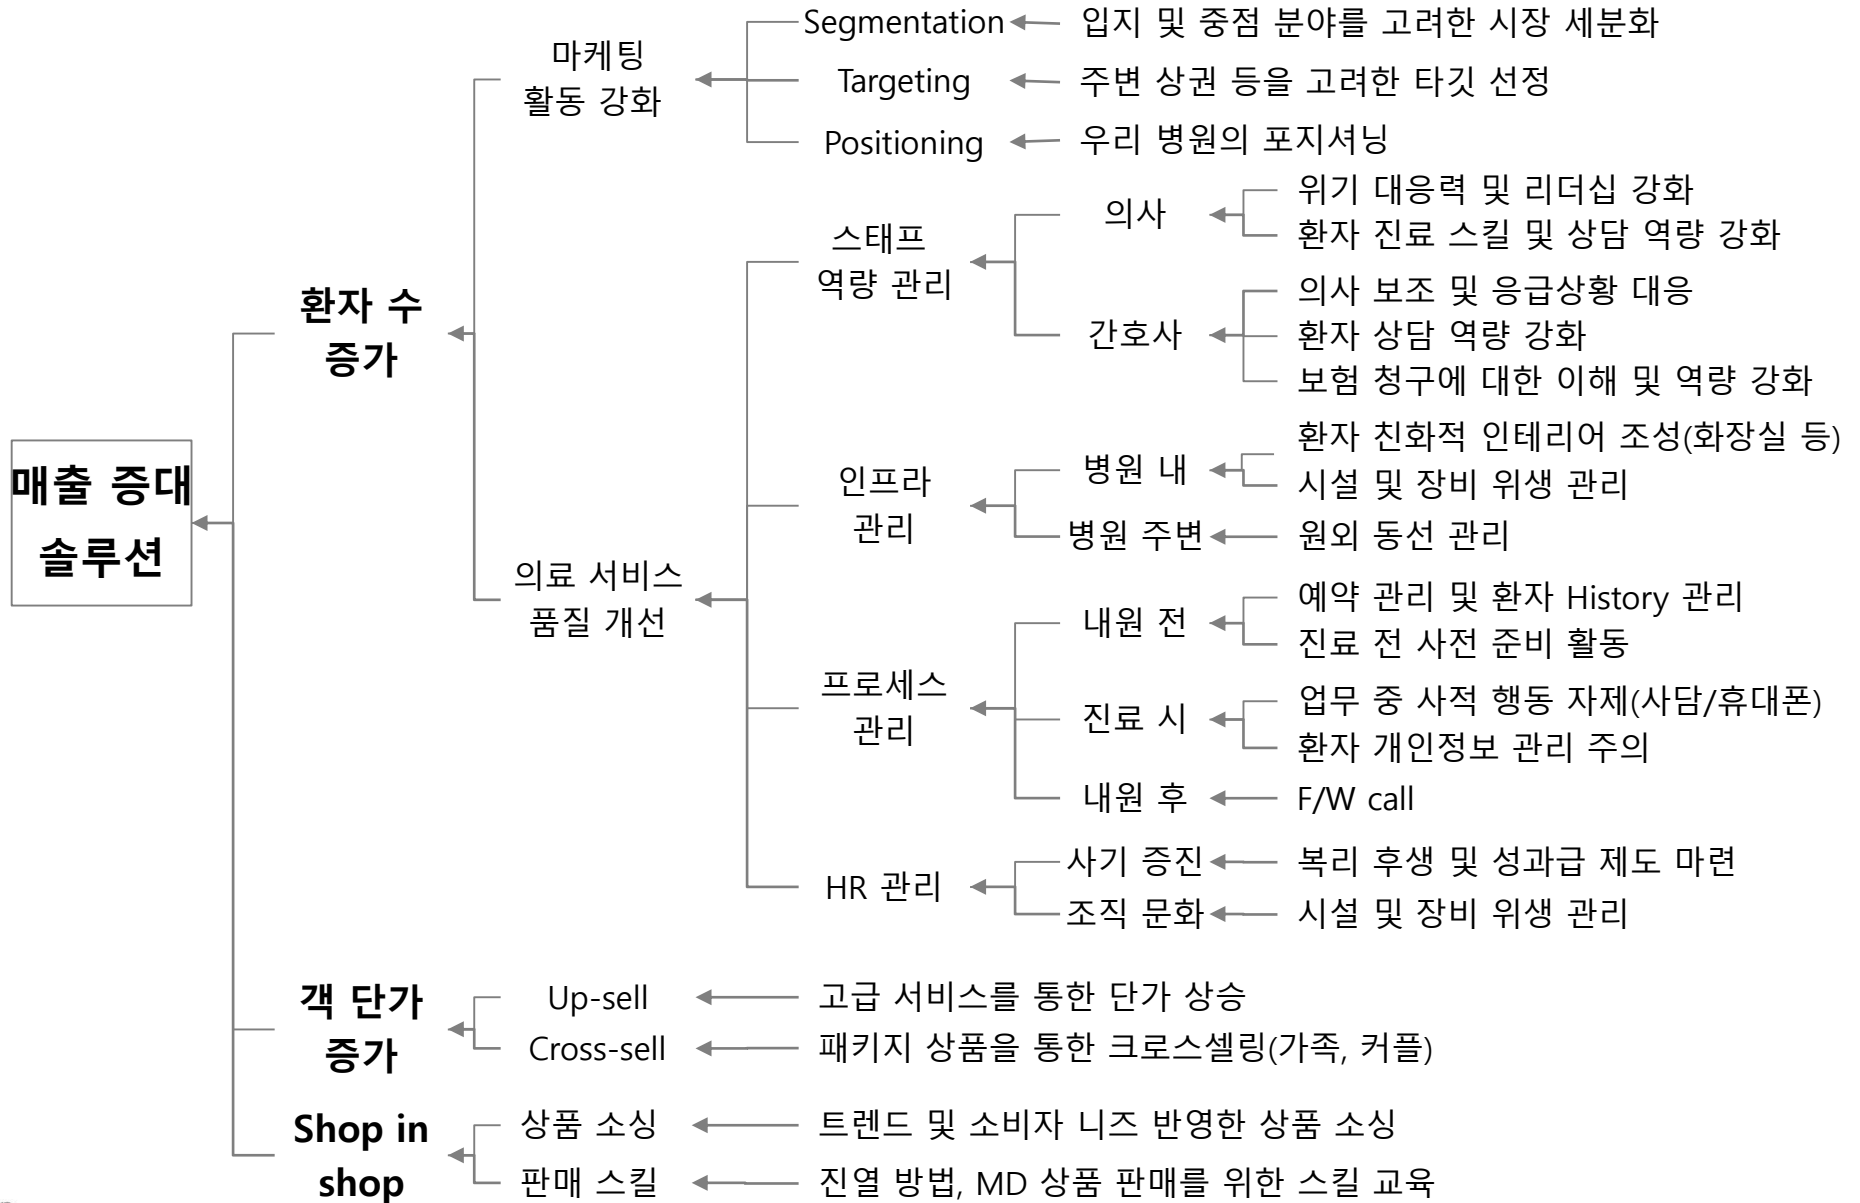 매출 증대
솔루션
환자 수
증가
마케팅
활동 강화
Segmentation
입지 및 중점 분야를 고려한 시장 세분화
Targeting
주변 상권 등을 고려한 타깃 선정
Positioning
우리 병원의 포지셔닝
의료 서비스
품질 개선
스태프
역량 관리
의사
위기 대응력 및 리더십 강화
환자 진료 스킬 및 상담 역량 강화
간호사
의사 보조 및 응급상황 대응
환자 상담 역량 강화
보험 청구에 대한 이해 및 역량 강화
인프라
관리
병원 내
환자 친화적 인테리어 조성(화장실 등)
시설 및 장비 위생 관리
병원 주변
원외 동선 관리
프로세스
관리
내원 전
예약 관리 및 환자 History 관리
진료 전 사전 준비 활동
진료 시
업무 중 사적 행동 자제(사담/휴대폰)
환자 개인정보 관리 주의
내원 후
F/W call
HR 관리
사기 증진
복리 후생 및 성과급 제도 마련
조직 문화
시설 및 장비 위생 관리
객 단가
증가
Up-sell
고급 서비스를 통한 단가 상승
Cross-sell
패키지 상품을 통한 크로스셀링(가족, 커플)
Shop in
shop
상품 소싱
트렌드 및 소비자 니즈 반영한 상품 소싱
판매 스킬
진열 방법, MD 상품 판매를 위한 스킬 교육